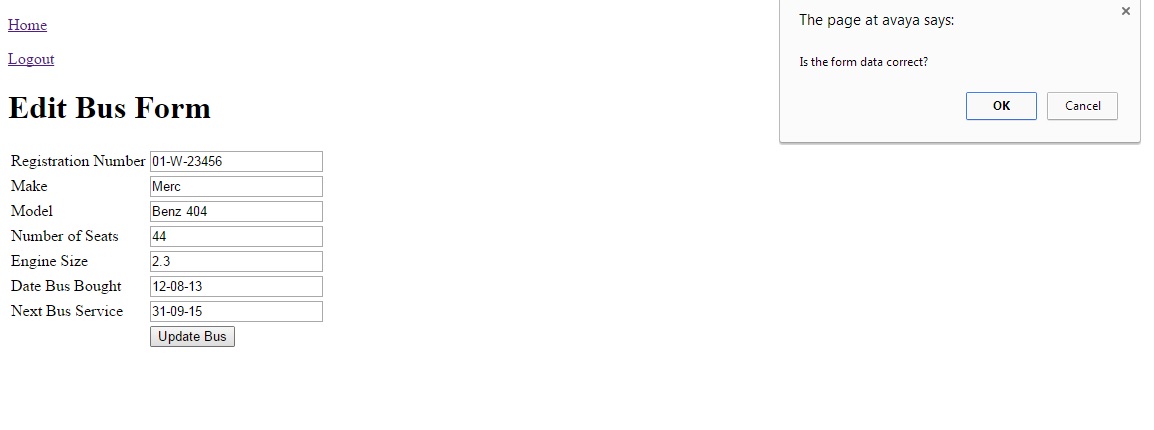 Home
Logout
Edit Bus Form
Registration Number 01-W-23456
Make Merc
Model Benz 404
Number of Seats 44
Engine Size 2.3
Date Bus Bought 12-08-13
Next Bus Service 31-09-15
Update Bus
The page at avaya says:
Is the form data correct?
OK Cancel